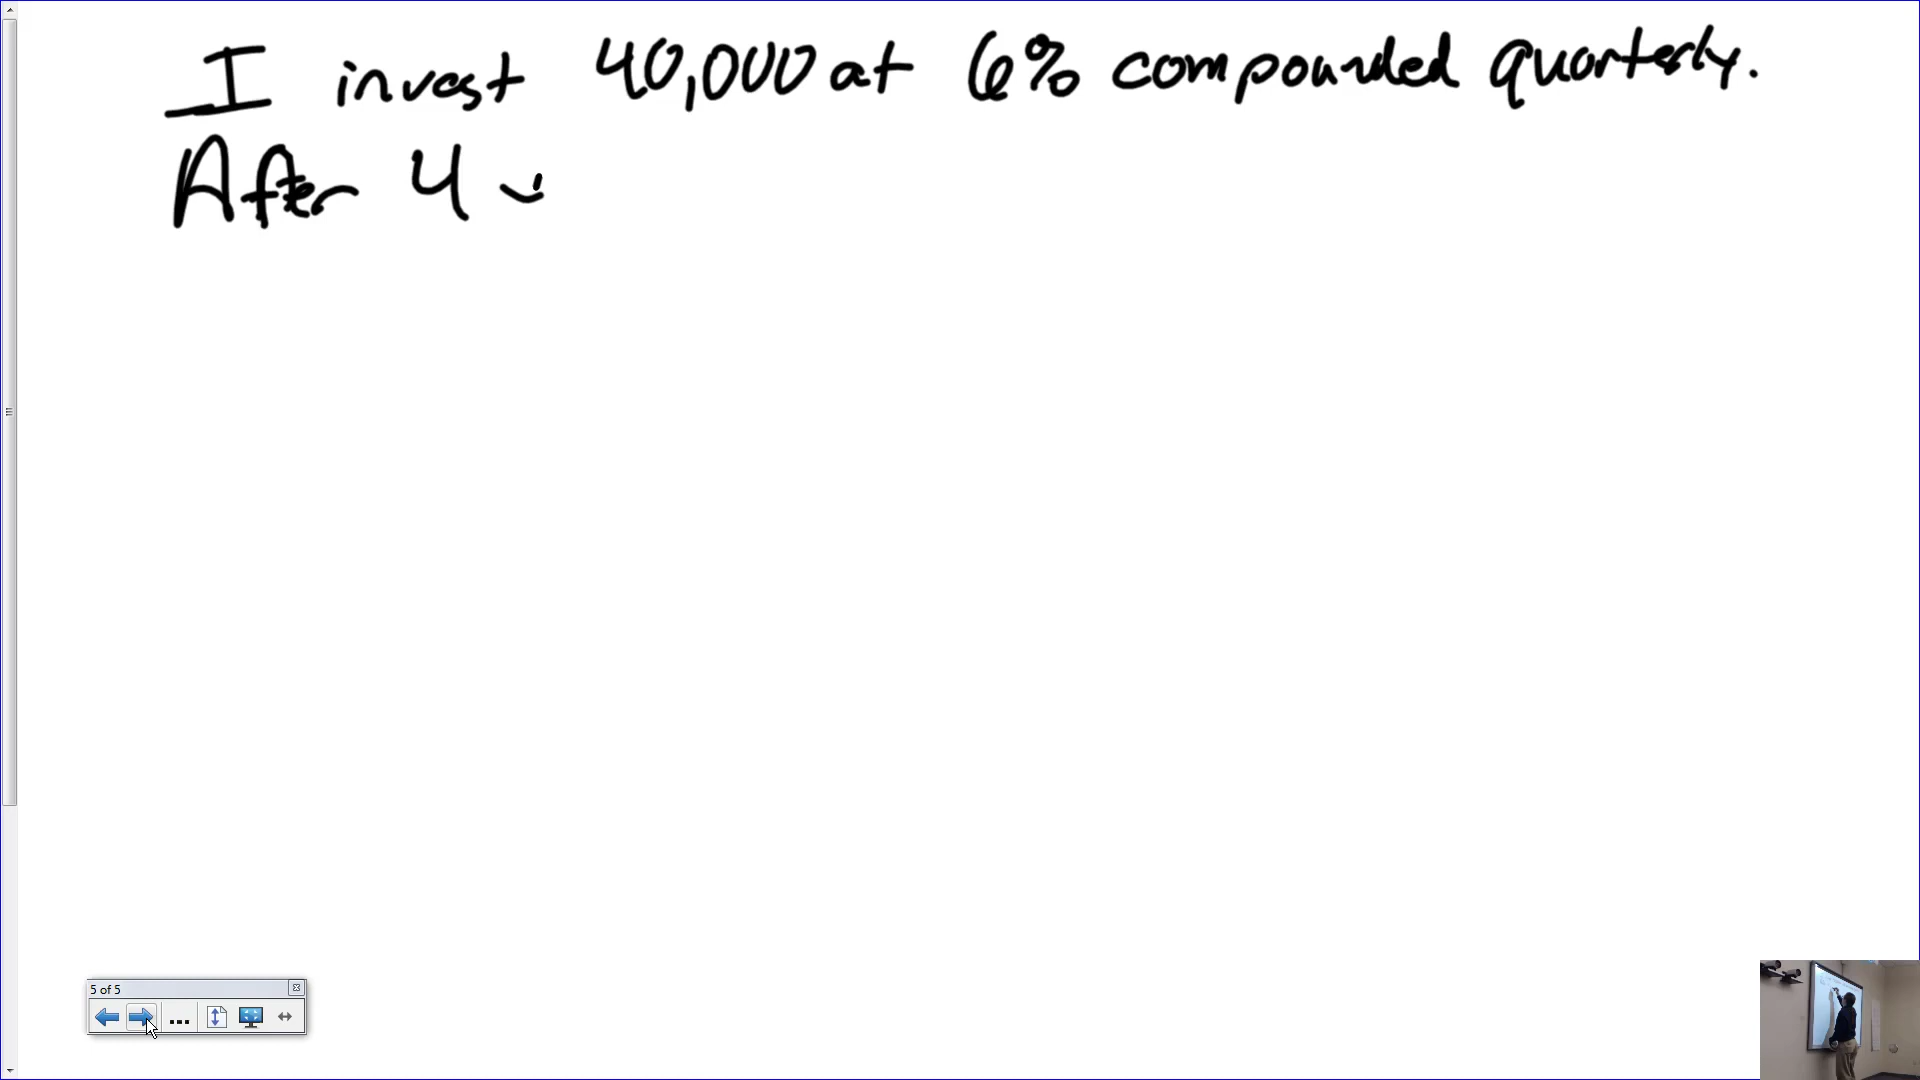 I invest 40,000 at 6% compounded quarterly.
After 4
5 of 5